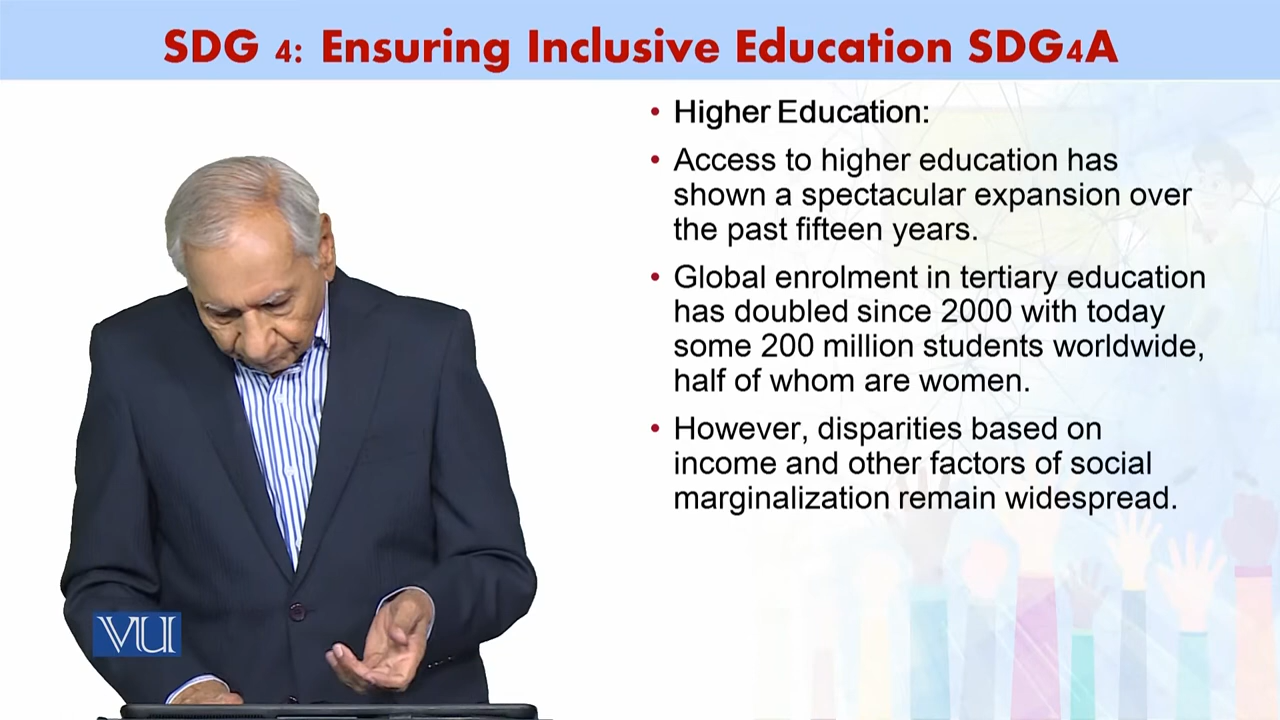 SDG 4: Ensuring Inclusive Education SDG4A
• Higher Education:
• Access to higher education has
shown a spectacular expansion over
the past fifteen years.
• Global enrolment in tertiary education
has doubled since 2000 with today
some 200 million students worldwide,
half of whom are women.
• However, disparities based on
income and other factors of social
marginalization remain widespread.
VU